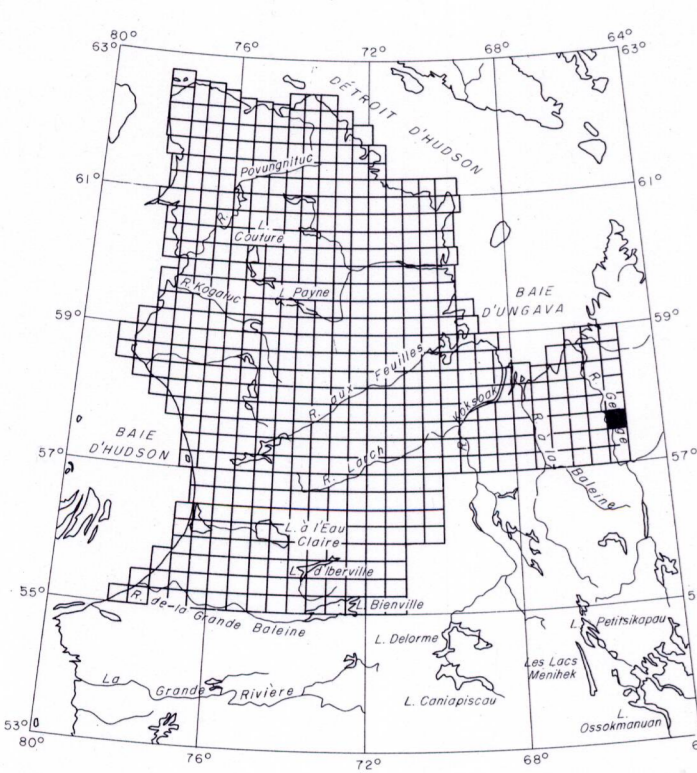 80°
63°
76°
72°
68°
64°
63°
DÉTROIT D'HUDSON
Povungnituc
R.
61°
61°
L.
Couture
R. Kogaluc
L. Payne
BAIE
D'UNGAVA
59°
59°
R. aux Feuilles
Koksoak
R.
George
R. à la Baleine
BAIE
D'HUDSON
57°
57°
R. Larch
L. à l'Eau
Claire
L. d'Iberville
55°
5
R. de-la-Grande Baleine
L. Bienville
L. Delorme
L. Petitsikapau
Les Lacs
Menihek
La Grande Rivière
L. Caniapiscau
L.
Ossokmanuan
53°
80°
76°
72°
68°
6